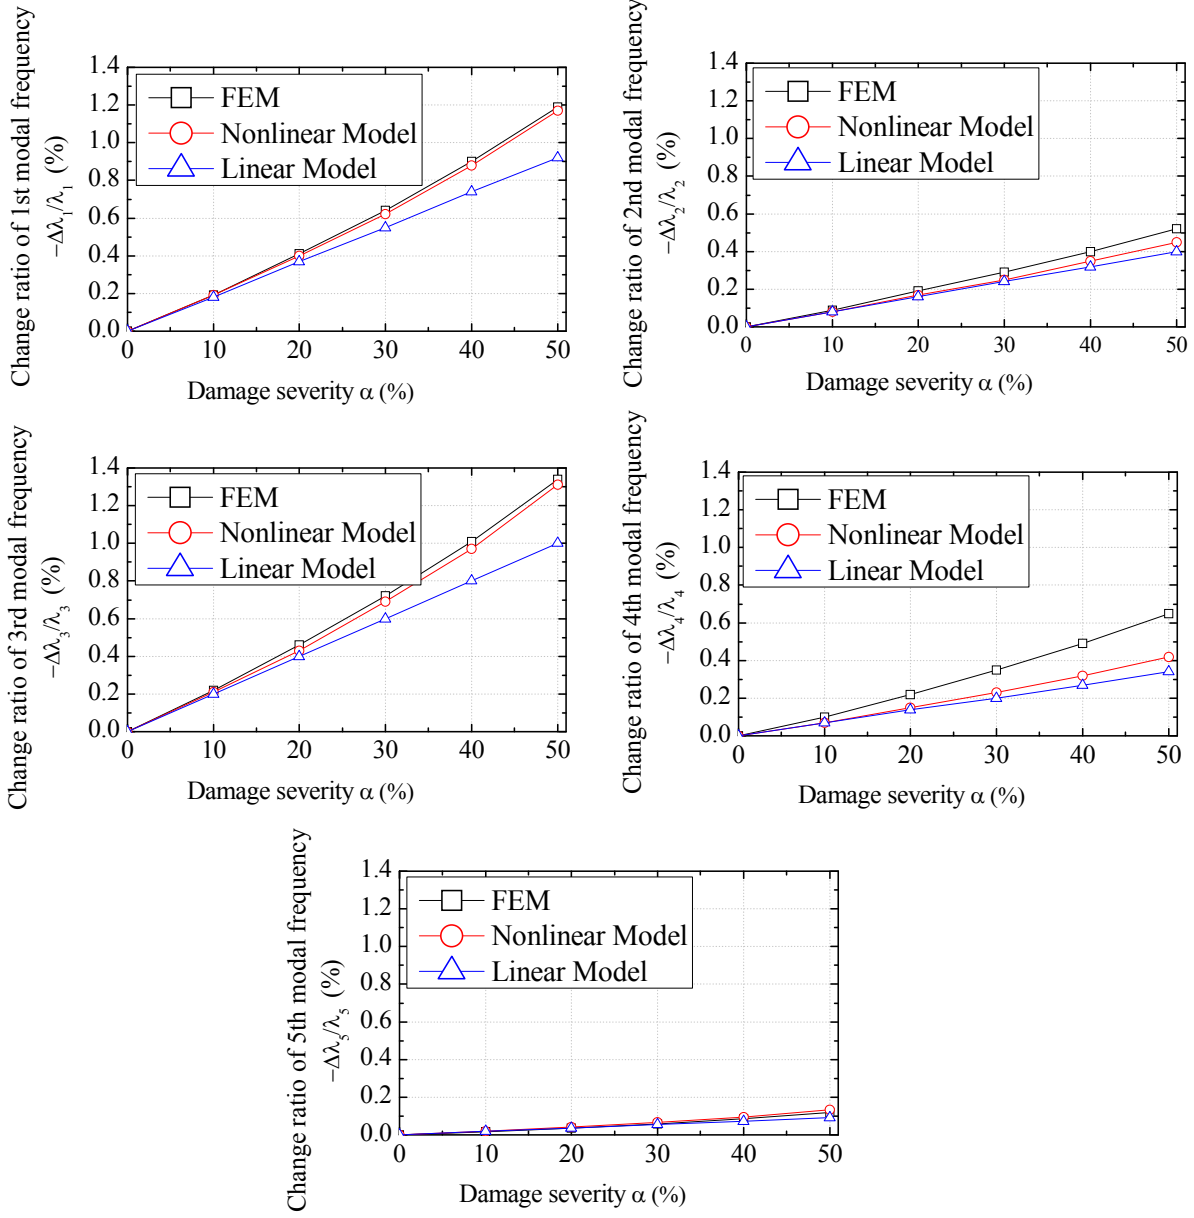 Change ratio of 1st modal frequency
−Δλ1/λ1 (%)
1.4
1.2
1.0
0.8
0.6
0.4
0.2
0.0
FEM
Nonlinear Model
Linear Model
0 10 20 30 40 50
Damage severity α (%)
Change ratio of 2nd modal frequency
−Δλ2/λ2 (%)
1.4
1.2
1.0
0.8
0.6
0.4
0.2
0.0
FEM
Nonlinear Model
Linear Model
0 10 20 30 40 50
Damage severity α (%)
Change ratio of 3rd modal frequency
−Δλ3/λ3 (%)
1.4
1.2
1.0
0.8
0.6
0.4
0.2
0.0
FEM
Nonlinear Model
Linear Model
0 10 20 30 40 50
Damage severity α (%)
Change ratio of 4th modal frequency
−Δλ4/λ4 (%)
1.4
1.2
1.0
0.8
0.6
0.4
0.2
0.0
FEM
Nonlinear Model
Linear Model
0 10 20 30 40 50
Damage severity α (%)
Change ratio of 5th modal frequency
−Δλ5/λ5 (%)
1.4
1.2
1.0
0.8
0.6
0.4
0.2
0.0
FEM
Nonlinear Model
Linear Model
0 10 20 30 40 50
Damage severity α (%)